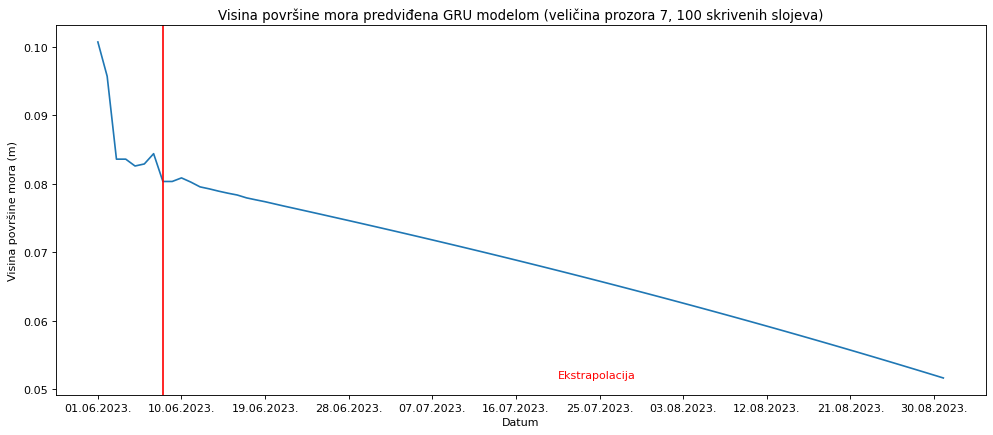 Visina površine mora predviđena GRU modelom (veličina prozora 7, 100 skrivenih slojeva)
0.10
0.09
0.08
0.07
0.06
0.05
Visina površine mora (m)
Ekstrapolacija
01.06.2023. 10.06.2023. 19.06.2023. 28.06.2023. 07.07.2023. 16.07.2023. 25.07.2023. 03.08.2023. 12.08.2023. 21.08.2023. 30.08.2023.
Datum